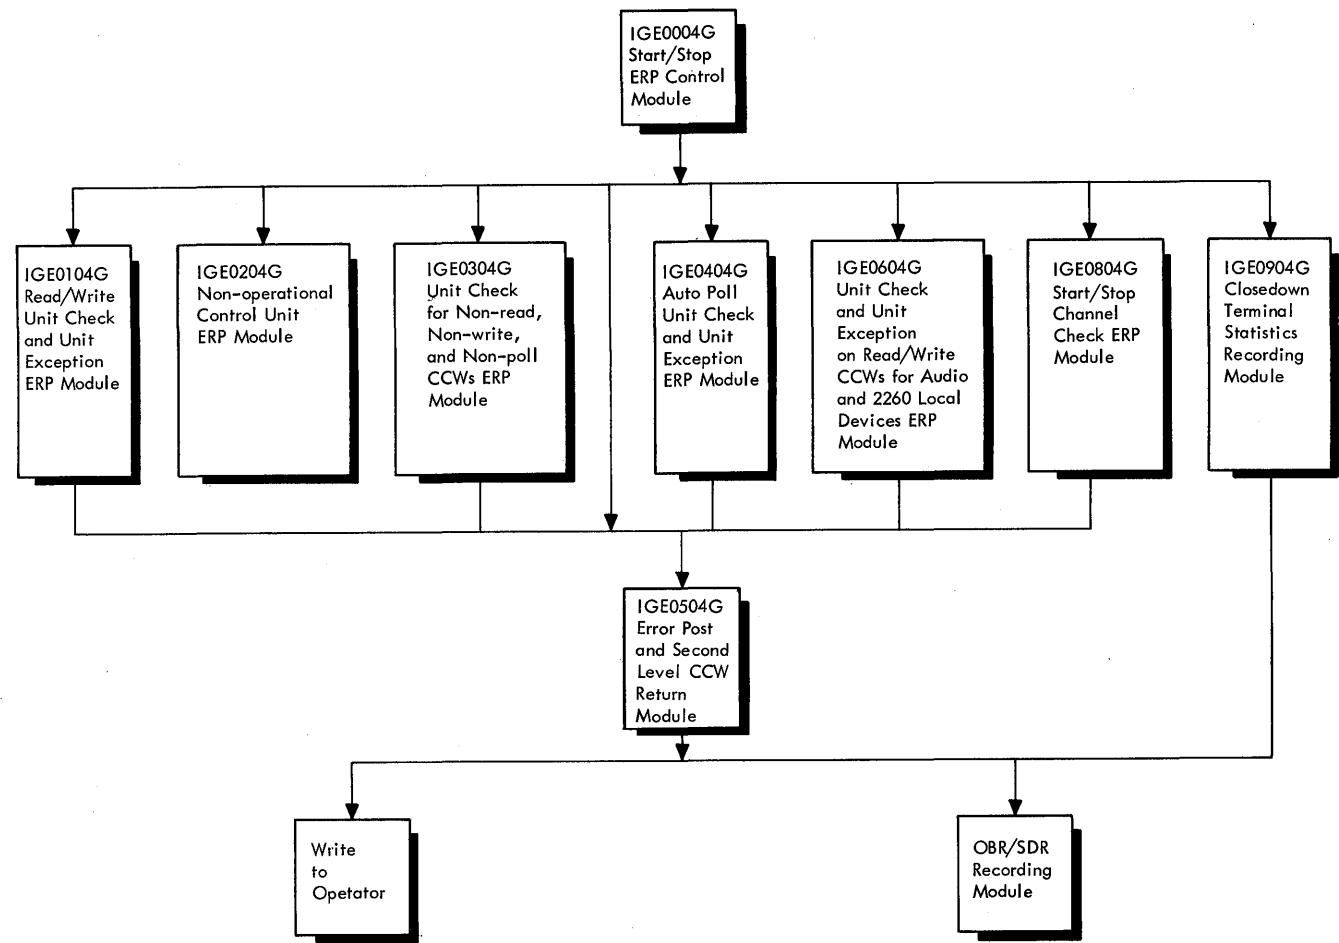 IGE0004G
Start/Stop
ERP Control
Module
IGE0104G
Read/Write
Unit Check
and Unit
Exception
ERP Module
IGE0204G
Non-operational
Control Unit
ERP Module
IGE0304G
Unit Check
for Non-read,
Non-write,
and Non-poll
CCWs ERP
Module
IGE0404G
Auto Poll
Unit Check
and Unit
Exception
ERP Module
IGE0604G
Unit Check
and Unit
Exception
on Read/Write
CCWs for Audio
and 2260 Local
Devices ERP
Module
IGE0804G
Start/Stop
Channel
Check ERP
Module
IGE0904G
Closedown
Terminal
Statistics
Recording
Module
IGE0504G
Error Post
and Second
Level CCW
Return
Module
Write
to
Opetator
OBR/SDR
Recording
Module